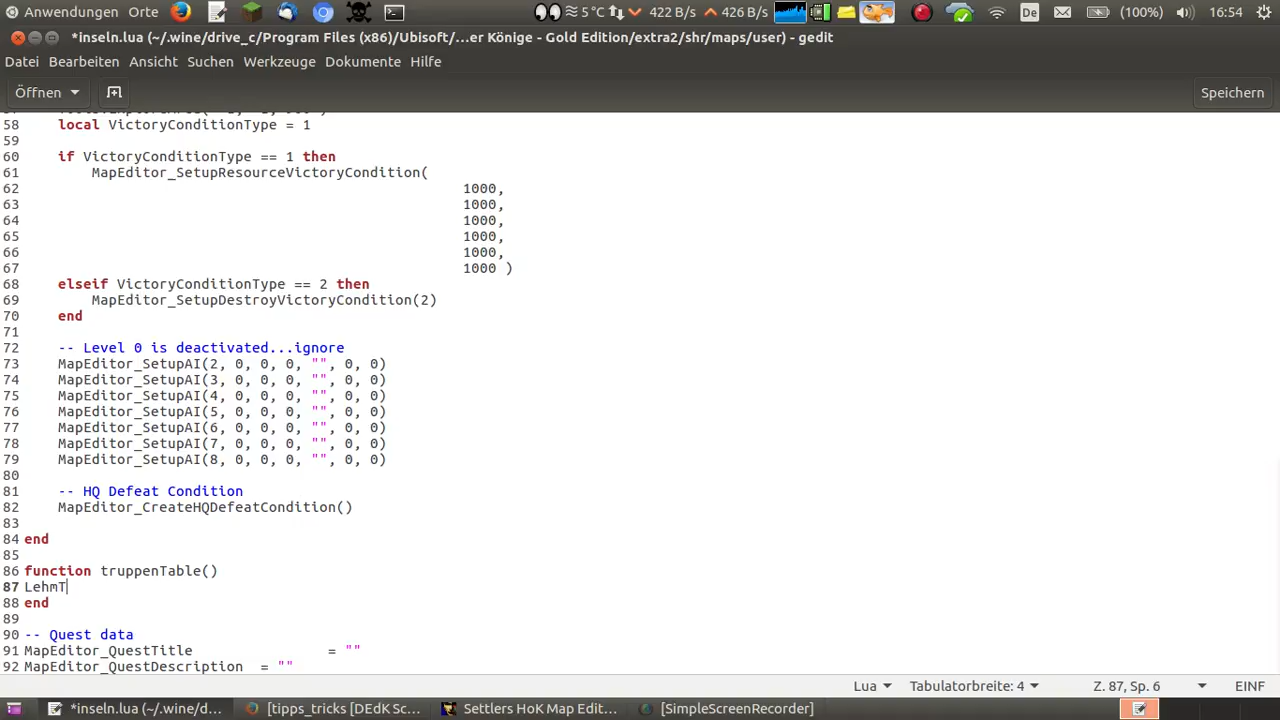 Anwendungen Orte 5 °C 422 B/s 426 B/s De (100%) 16:54
*inseln.lua (~/.wine/drive_c/Program Files (x86)/Ubisoft/...er Könige - Gold Edition/extra2/shr/maps/user) - gedit
Datei Bearbeiten Ansicht Suchen Werkzeuge Dokumente Hilfe
Öffnen Speichern
58 local VictoryConditionType = 1
59
60 if VictoryConditionType == 1 then
61 MapEditor_SetupResourceVictoryCondition(
62 1000,
63 1000,
64 1000,
65 1000,
66 1000,
67 1000 )
68 elseif VictoryConditionType == 2 then
69 MapEditor_SetupDestroyVictoryCondition(2)
70 end
71
72 -- Level 0 is deactivated...ignore
73 MapEditor_SetupAI(2, 0, 0, 0, "", 0, 0)
74 MapEditor_SetupAI(3, 0, 0, 0, "", 0, 0)
75 MapEditor_SetupAI(4, 0, 0, 0, "", 0, 0)
76 MapEditor_SetupAI(5, 0, 0, 0, "", 0, 0)
77 MapEditor_SetupAI(6, 0, 0, 0, "", 0, 0)
78 MapEditor_SetupAI(7, 0, 0, 0, "", 0, 0)
79 MapEditor_SetupAI(8, 0, 0, 0, "", 0, 0)
80
81 -- HQ Defeat Condition
82 MapEditor_CreateHQDefeatCondition()
83
84 end
85
86 function truppenTable()
87 LehmT
88 end
89
90 -- Quest data
91 MapEditor_QuestTitle = ""
92 MapEditor_QuestDescription = ""
Lua Tabulatorbreite: 4 Z. 87, Sp. 6 EINF
*inseln.lua (~/.wine/d... [tipps_tricks [DEdK Sc... Settlers HoK Map Edit... [SimpleScreenRecorder]